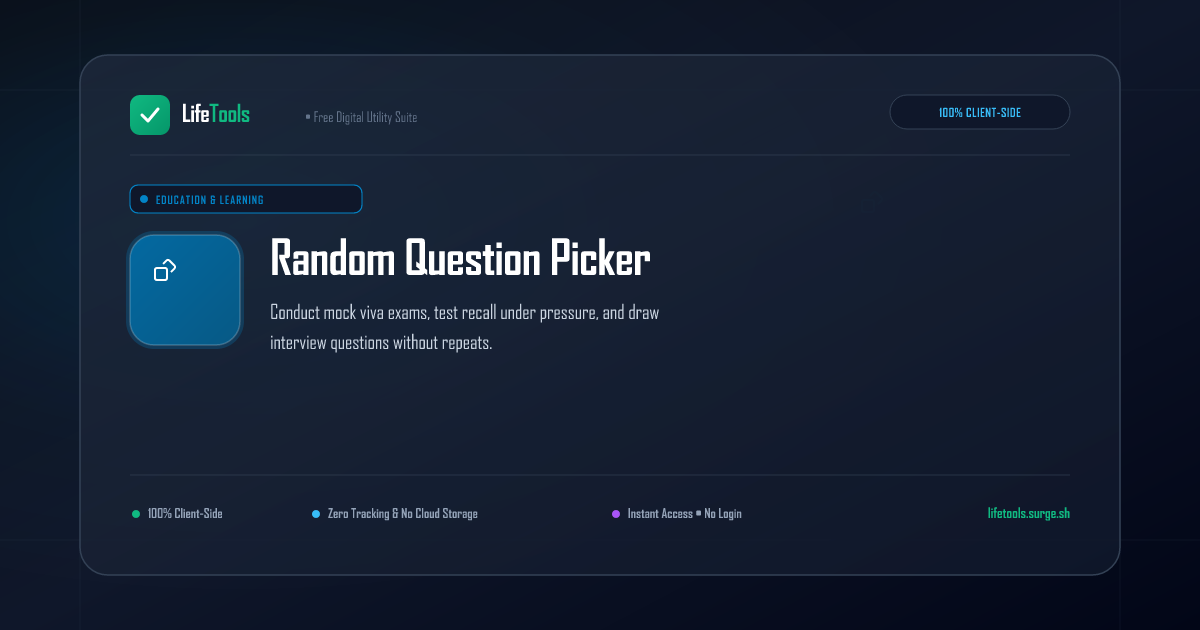 LifeTools
▪ Free Digital Utility Suite
100% CLIENT-SIDE
EDUCATION & LEARNING
Random Question Picker
Conduct mock viva exams, test recall under pressure, and draw
interview questions without repeats.
100% Client-Side
Zero Tracking & No Cloud Storage
Instant Access ▪ No Login
lifetools.surge.sh